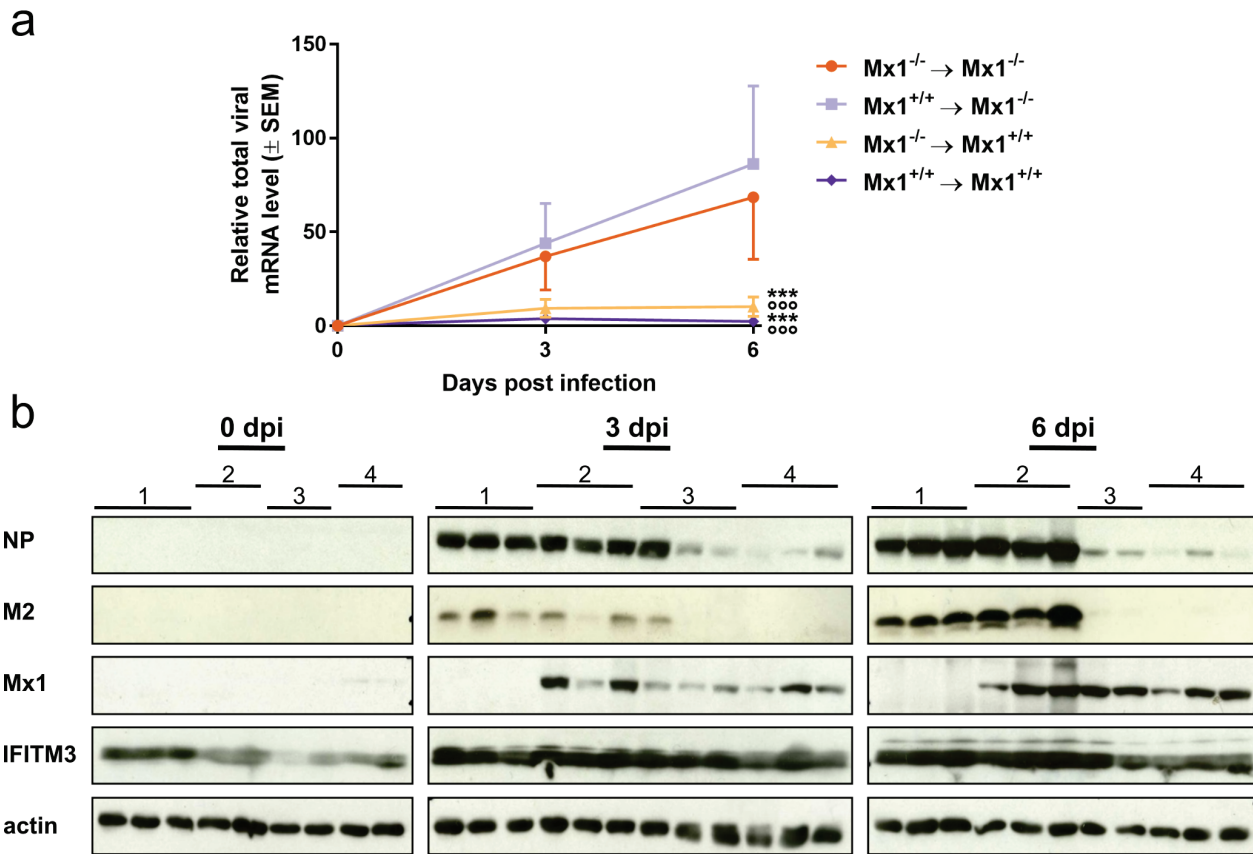 a
150
100
50
0
0
3
6
Relative total viral
mRNA level (± SEM)
Days post infection
***
°°°
***
°°°
Mx1-/- → Mx1-/-
Mx1+/+ → Mx1-/-
Mx1-/- → Mx1+/+
Mx1+/+ → Mx1+/+
b
0 dpi
3 dpi
6 dpi
1 2 3 4
1 2 3 4
1 2 3 4
NP
M2
Mx1
IFITM3
actin